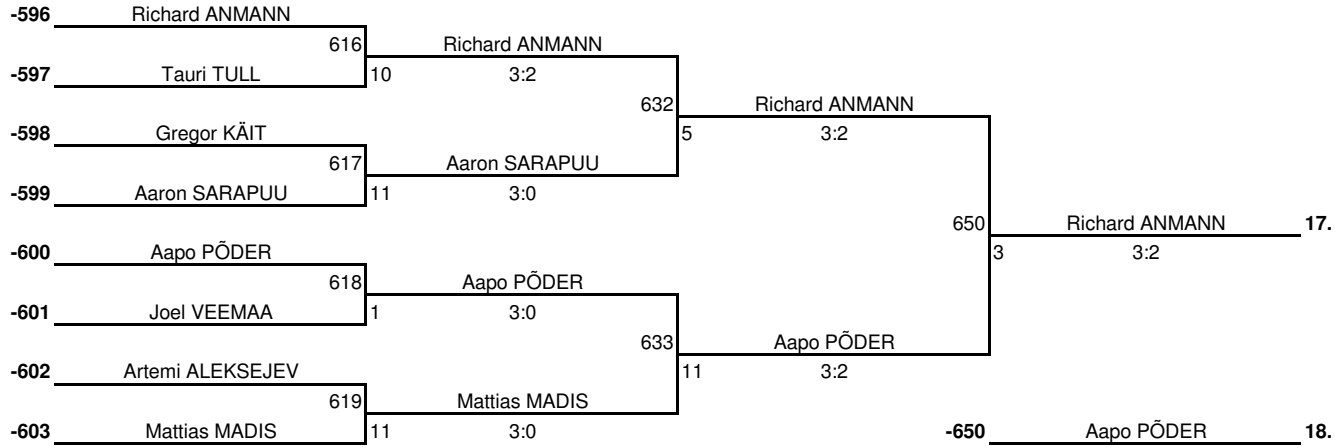 -596 Richard ANMANN
616 Richard ANMANN
-597 Tauri TULL 10 3:2
632 Richard ANMANN
-598 Gregor KÄIT 5 3:2
617 Aaron SARAPUU
-599 Aaron SARAPUU 11 3:0
650 Richard ANMANN 17.
-600 Aapo PÕDER 3 3:2
618 Aapo PÕDER
-601 Joel VEEMAA 1 3:0
633 Aapo PÕDER
-602 Artemi ALEKSEJEV 11 3:2
619 Mattias MADIS
-603 Mattias MADIS 11 3:0 -650 Aapo PÕDER 18.